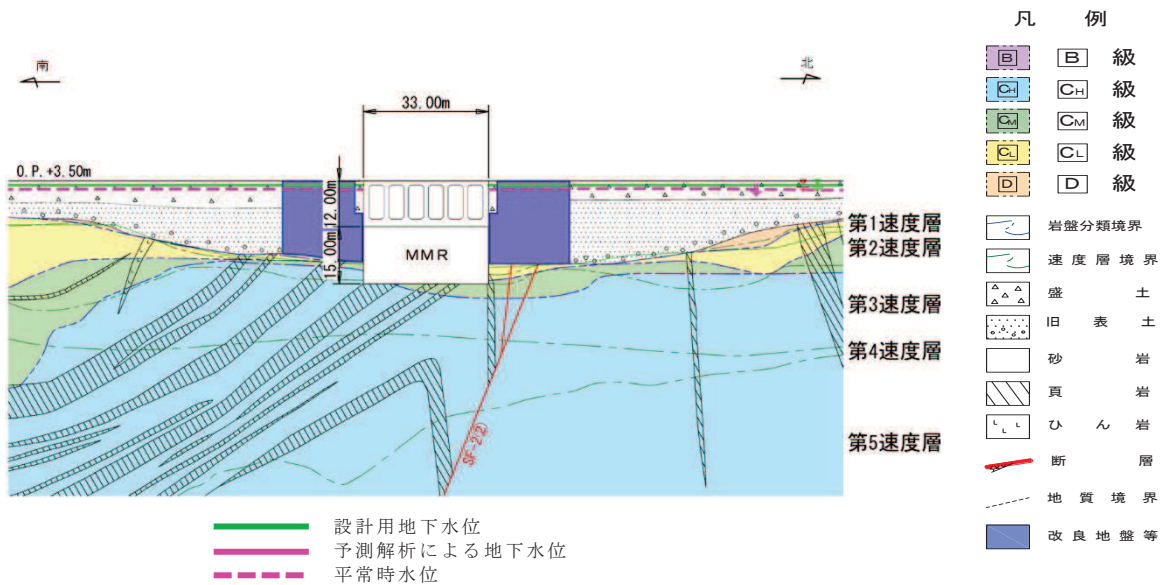 南
北
33.00m
O.P.+3.50m
12.00m
15.00m
MMR
SF-2②
第1速度層
第2速度層
第3速度層
第4速度層
第5速度層
設計用地下水位
予測解析による地下水位
平常時水位
凡 例
B B 級
CH CH 級
CM CM 級
CL CL 級
D D 級
岩盤分類境界
速度層境界
盛土
旧表土
砂岩
頁岩
ひん岩
断層
地質境界
改良地盤等